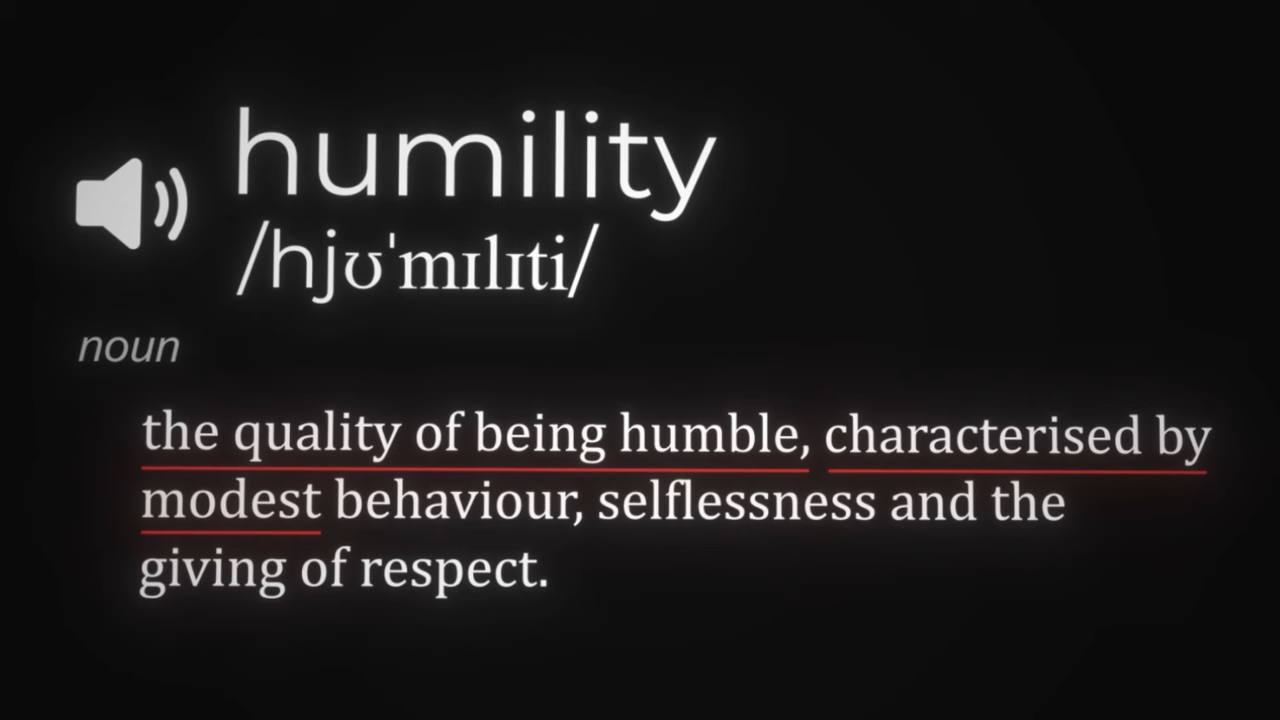 humility
/hjʊˈmɪlɪti/
noun
the quality of being humble, characterised by
modest behaviour, selflessness and the
giving of respect.